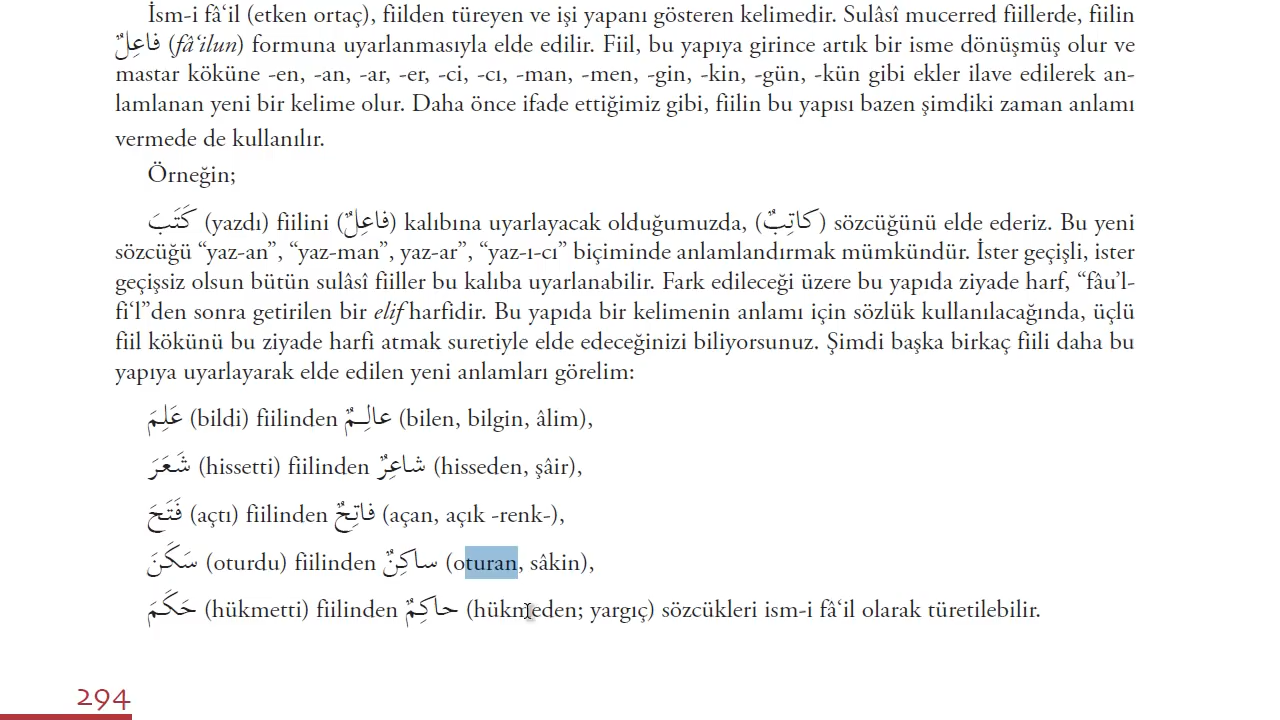 İsm-i fâ‘il (etken ortaç), fiilden türeyen ve işi yapanı gösteren kelimedir. Sulâsî mucerred fiillerde, fiilin
فاعِلٌ (fâ‘ilun) formuna uyarlanmasıyla elde edilir. Fiil, bu yapıya girince artık bir isme dönüşmüş olur ve
mastar köküne -en, -an, -ar, -er, -ci, -cı, -man, -men, -gin, -kin, -gün, -kün gibi ekler ilave edilerek an-
lamlanan yeni bir kelime olur. Daha önce ifade ettiğimiz gibi, fiilin bu yapısı bazen şimdiki zaman anlamı
vermede de kullanılır.
Örneğin;
كَتَبَ (yazdı) fiilini (فاعِلٌ) kalıbına uyarlayacak olduğumuzda, (كاتِبٌ) sözcüğünü elde ederiz. Bu yeni
sözcüğü “yaz-an”, “yaz-man”, yaz-ar”, “yaz-ı-cı” biçiminde anlamlandırmak mümkündür. İster geçişli, ister
geçişsiz olsun bütün sulâsî fiiller bu kalıba uyarlanabilir. Fark edileceği üzere bu yapıda ziyade harf, “fâu’l-
fi‘l”den sonra getirilen bir elif harfidir. Bu yapıda bir kelimenin anlamı için sözlük kullanılacağında, üçlü
fiil kökünü bu ziyade harfi atmak suretiyle elde edeceğinizi biliyorsunuz. Şimdi başka birkaç fiili daha bu
yapıya uyarlayarak elde edilen yeni anlamları görelim:
عَلِمَ (bildi) fiilinden عالِـمٌ (bilen, bilgin, âlim),
شَعَرَ (hissetti) fiilinden شاعِرٌ (hisseden, şâir),
فَتَحَ (açtı) fiilinden فاتِحٌ (açan, açık -renk-),
سَكَنَ (oturdu) fiilinden ساكِنٌ (oturan, sâkin),
حَكَمَ (hükmetti) fiilinden حاكِمٌ (hükmeden; yargıç) sözcükleri ism-i fâ‘il olarak türetilebilir.
294